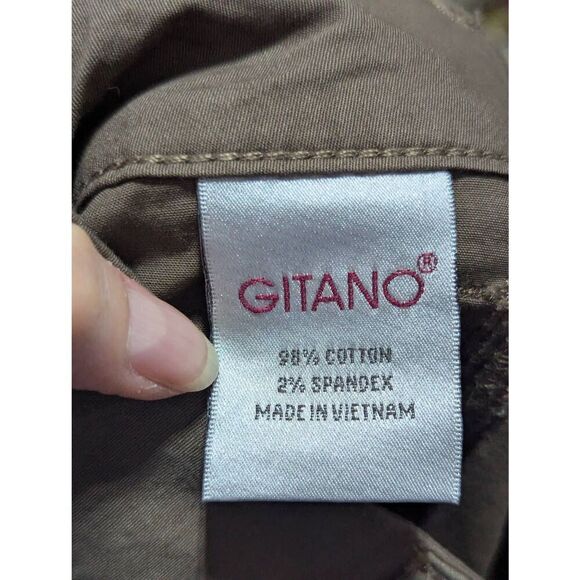 GITANO®
98% COTTON
2% SPANDEX
MADE IN VIETNAM